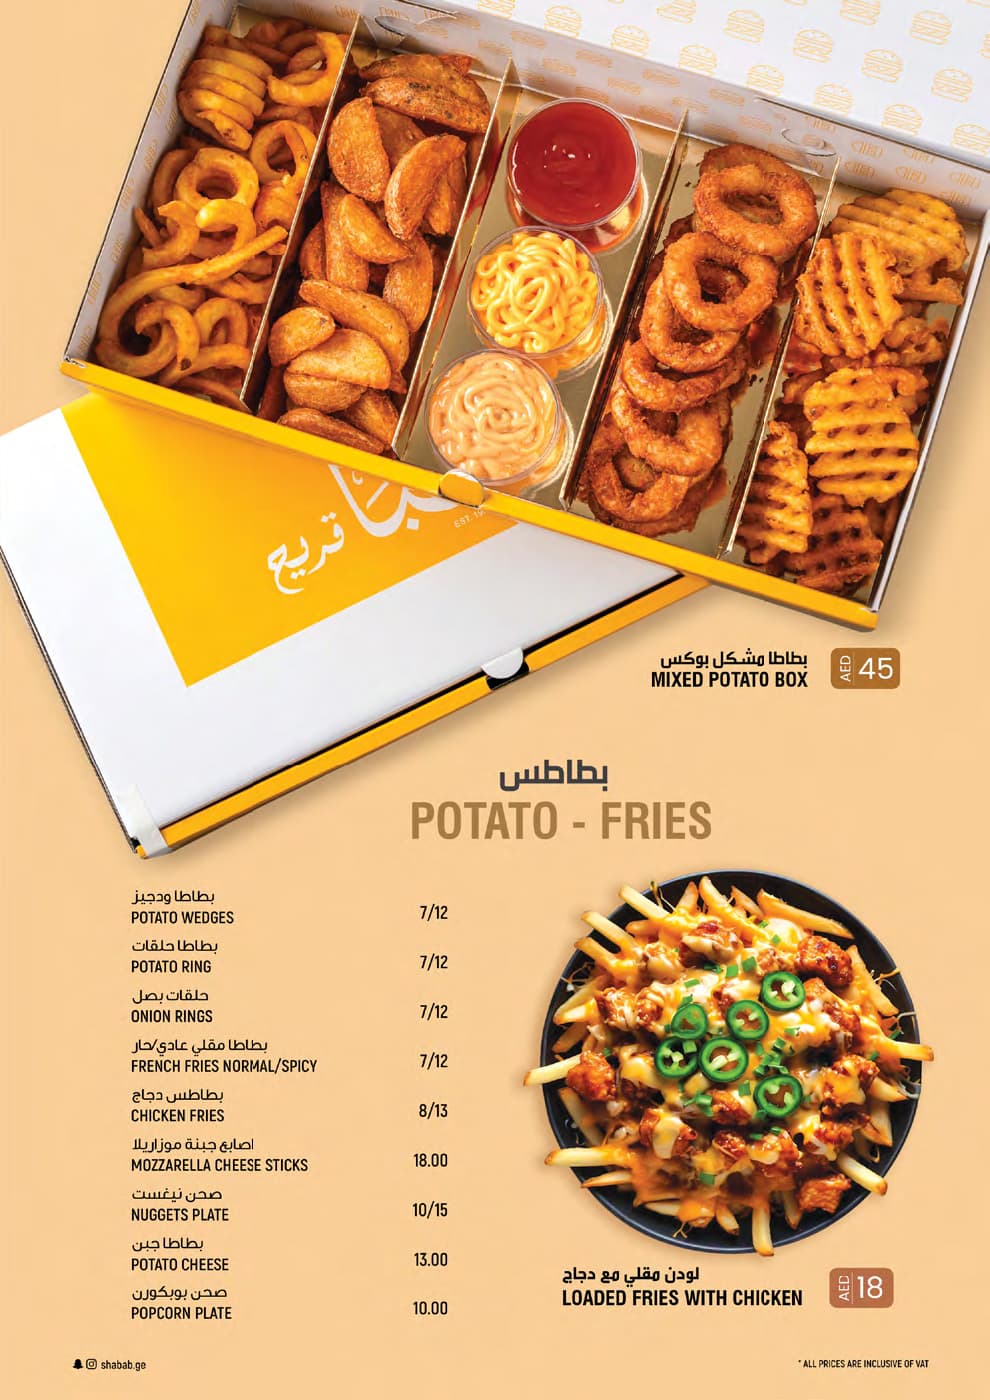 قديح
بطاطا مشكل بوكس
MIXED POTATO BOX
AED 45
بطاطس
POTATO - FRIES
بطاطا ودجيز
POTATO WEDGES 7/12
بطاطا حلقات
POTATO RING 7/12
حلقات بصل
ONION RINGS 7/12
بطاطا مقلي عادي/حار
FRENCH FRIES NORMAL/SPICY 7/12
بطاطس دجاج
CHICKEN FRIES 8/13
اصابع جبنة موزاريلا
MOZZARELLA CHEESE STICKS 18.00
صحن نيغست
NUGGETS PLATE 10/15
بطاطا جبن
POTATO CHEESE 13.00
صحن بوبكورن
POPCORN PLATE 10.00
لودن مقلي مع دجاج
LOADED FRIES WITH CHICKEN
AED 18
shabab.ge
* ALL PRICES ARE INCLUSIVE OF VAT